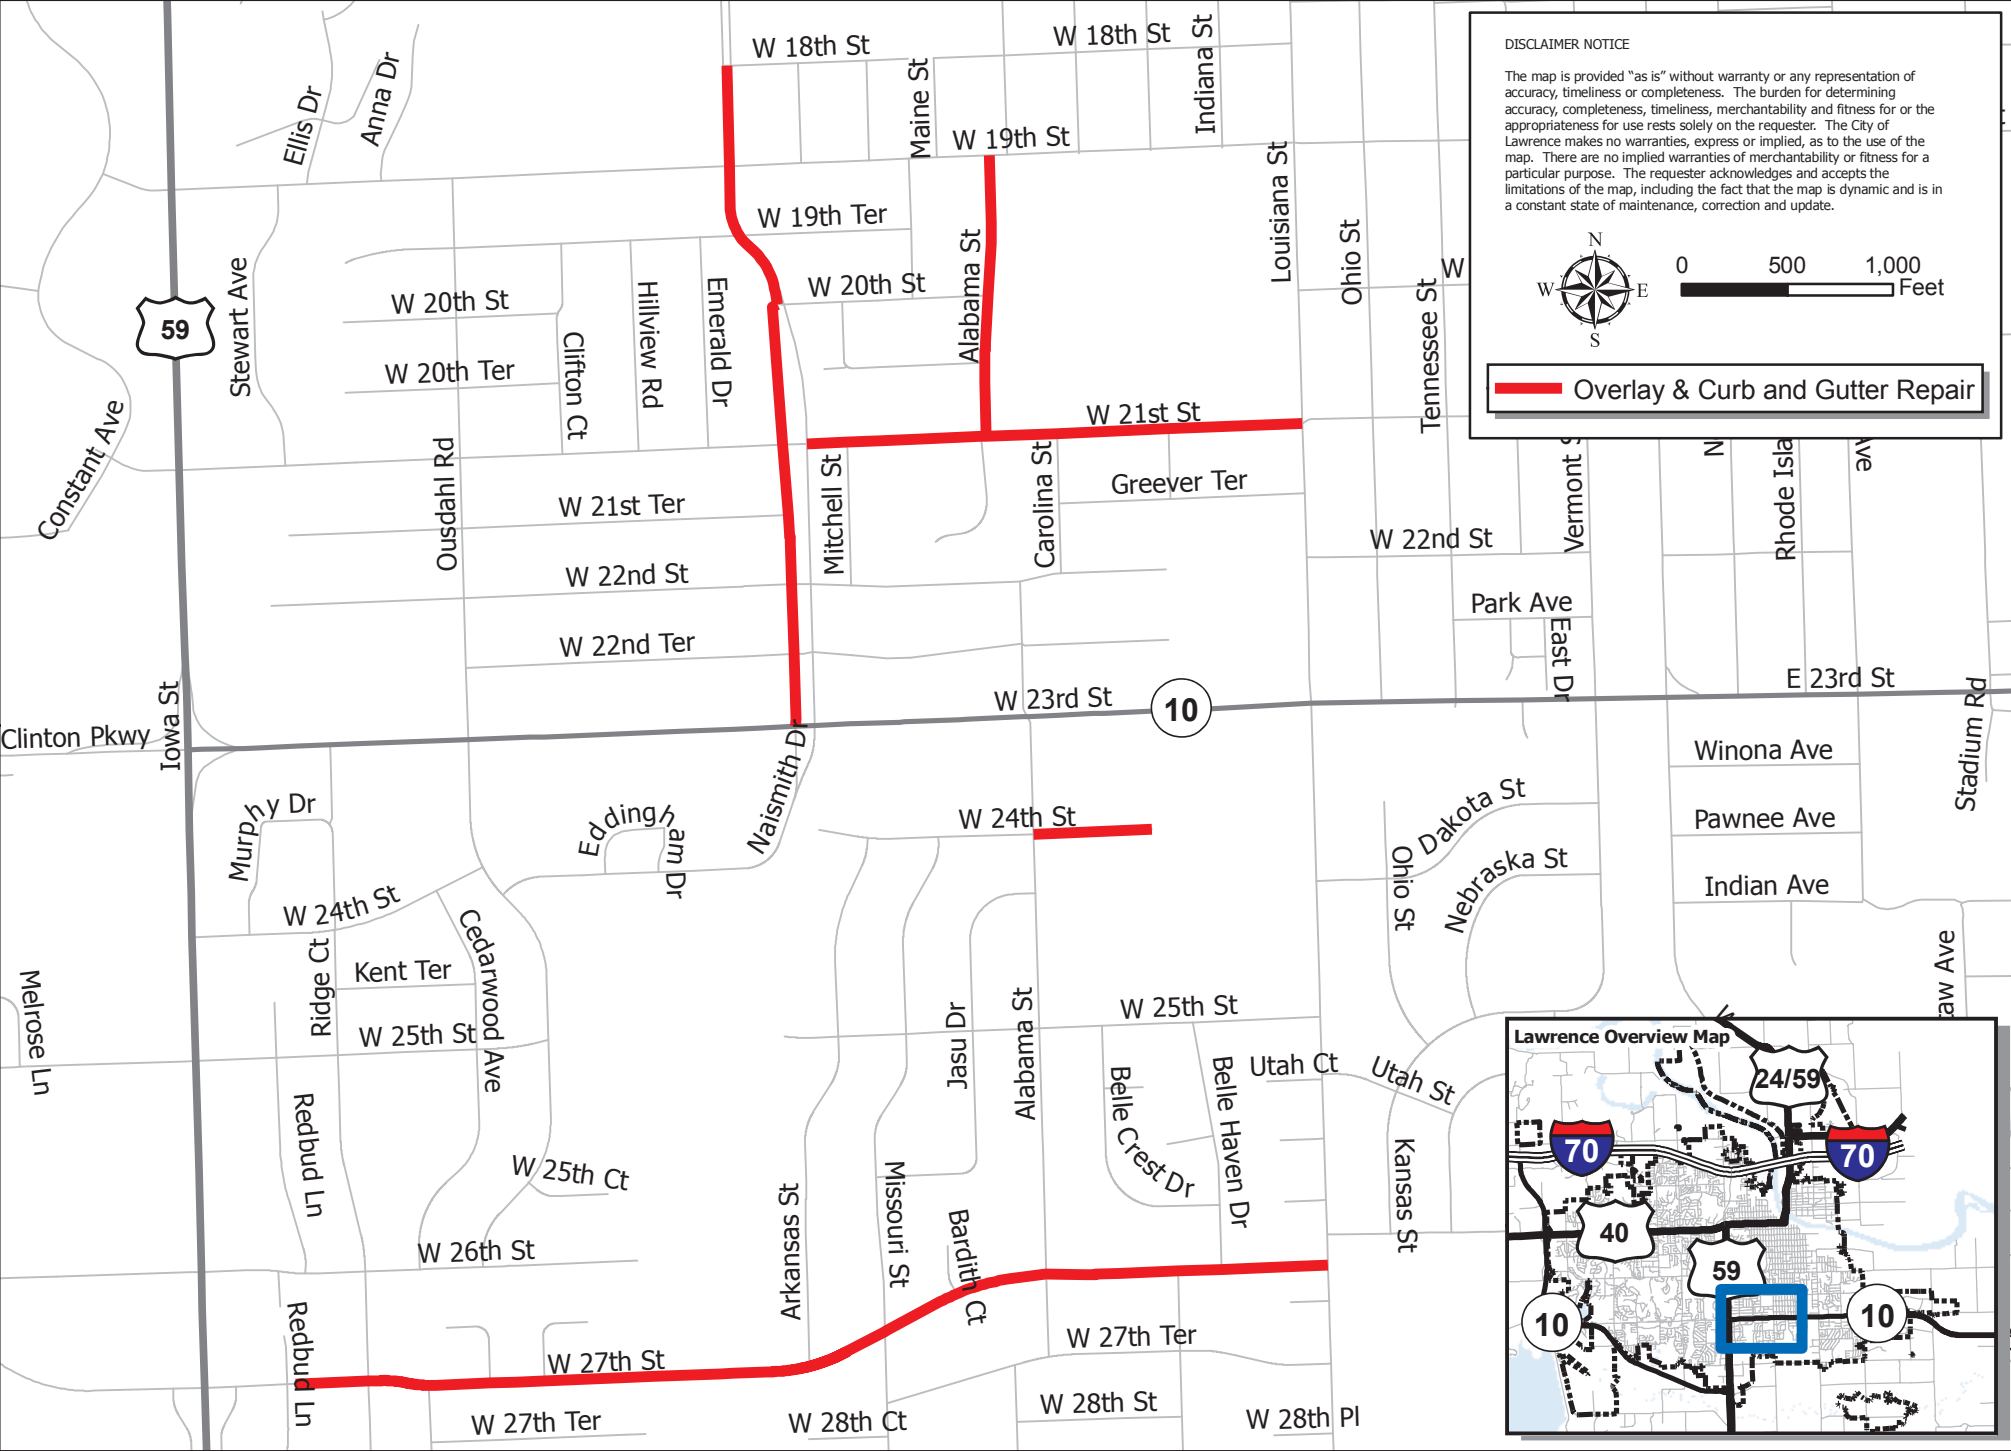 W 18th St
W 18th St
Indiana St
Maine St
Ellis Dr
Anna Dr
W 19th St
Louisiana St
W 19th Ter
Alabama St
Ohio St
W 20th St
W 20th St
Stewart Ave
59
Hillview Rd
Emerald Dr
Clifton Ct
W
Tennessee St
W 20th Ter
Constant Ave
W 21st St
Ousdahl Rd
Mitchell St
Carolina St
Greever Ter
W 21st Ter
W 22nd St
Vermont S
N
Rhode Isla
Ave
W 22nd St
Park Ave
East Dr
W 22nd Ter
W 23rd St
10
E 23rd St
Stadium Rd
Clinton Pkwy
Iowa St
Naismith Dr
Winona Ave
Murphy Dr
Eddingham Dr
W 24th St
Dakota St
Ohio St
Nebraska St
Pawnee Ave
Indian Ave
W 24th St
Cedarwood Ave
Ridge Ct
Kent Ter
Melrose Ln
W 25th St
Jasu Dr
Alabama St
W 25th St
Utah Ct
Utah St
Belle Crest Dr
Belle Haven Dr
Redbud Ln
W 25th Ct
Kansas St
Arkansas St
Missouri St
Bardith Ct
W 26th St
Redbud Ln
W 27th St
W 27th Ter
W 27th Ter
W 28th Ct
W 28th St
W 28th Pl
aw Ave
DISCLAIMER NOTICE
The map is provided “as is” without warranty or any representation of
accuracy, timeliness or completeness. The burden for determining
accuracy, completeness, timeliness, merchantability and fitness for or the
appropriateness for use rests solely on the requester. The City of
Lawrence makes no warranties, express or implied, as to the use of the
map. There are no implied warranties of merchantability or fitness for a
particular purpose. The requester acknowledges and accepts the
limitations of the map, including the fact that the map is dynamic and is in
a constant state of maintenance, correction and update.
N
W E
S
0 500 1,000
Feet
Overlay & Curb and Gutter Repair
Lawrence Overview Map
24/59
70
70
40
59
10
10